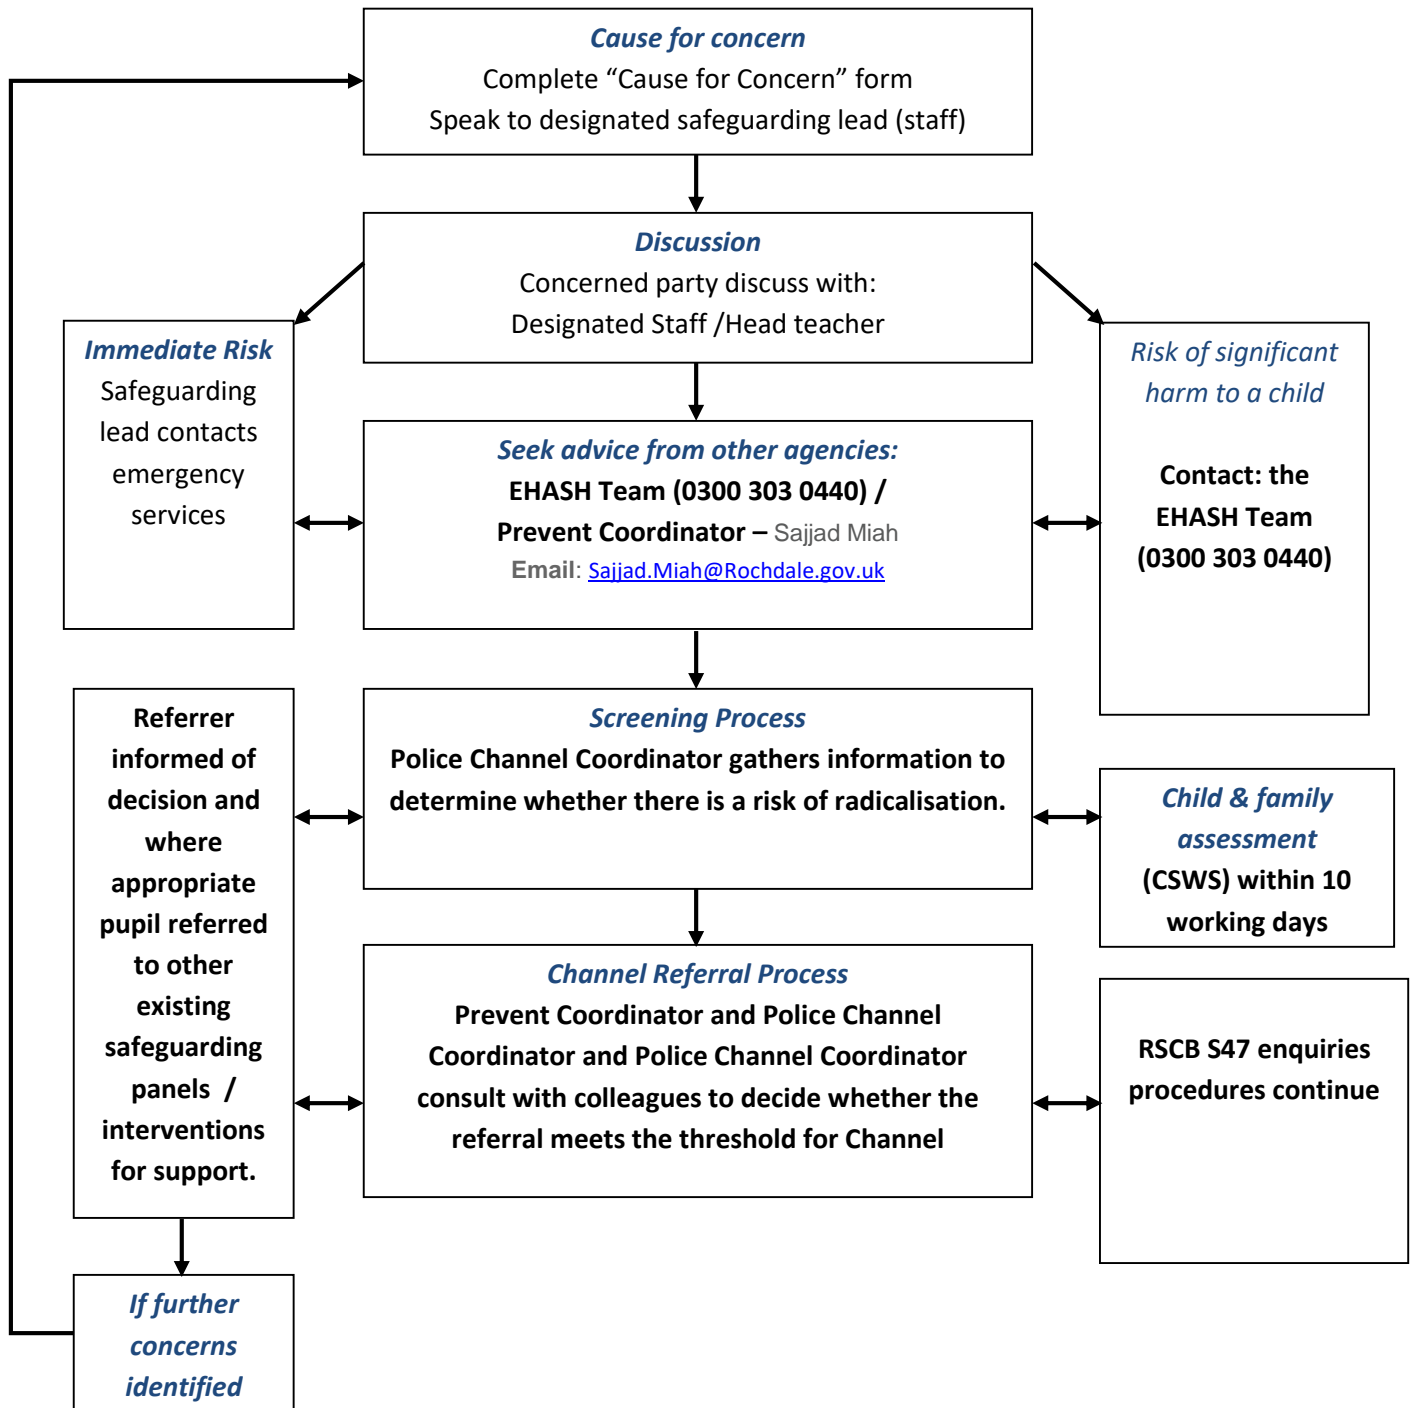 Cause for concern
Complete “Cause for Concern” form
Speak to designated safeguarding lead (staff)
Discussion
Concerned party discuss with:
Designated Staff /Head teacher
Immediate Risk
Safeguarding
lead contacts
emergency
services
Seek advice from other agencies:
EHASH Team (0300 303 0440) /
Prevent Coordinator – Sajjad Miah
Email: Sajjad.Miah@Rochdale.gov.uk
Risk of significant
harm to a child
Contact: the
EHASH Team
(0300 303 0440)
Referrer
informed of
decision and
where
appropriate
pupil referred
to other
existing
safeguarding
panels /
interventions
for support.
Screening Process
Police Channel Coordinator gathers information to
determine whether there is a risk of radicalisation.
Child & family
assessment
(CSWS) within 10
working days
Channel Referral Process
Prevent Coordinator and Police Channel
Coordinator and Police Channel Coordinator
consult with colleagues to decide whether the
referral meets the threshold for Channel
RSCB S47 enquiries
procedures continue
If further
concerns
identified